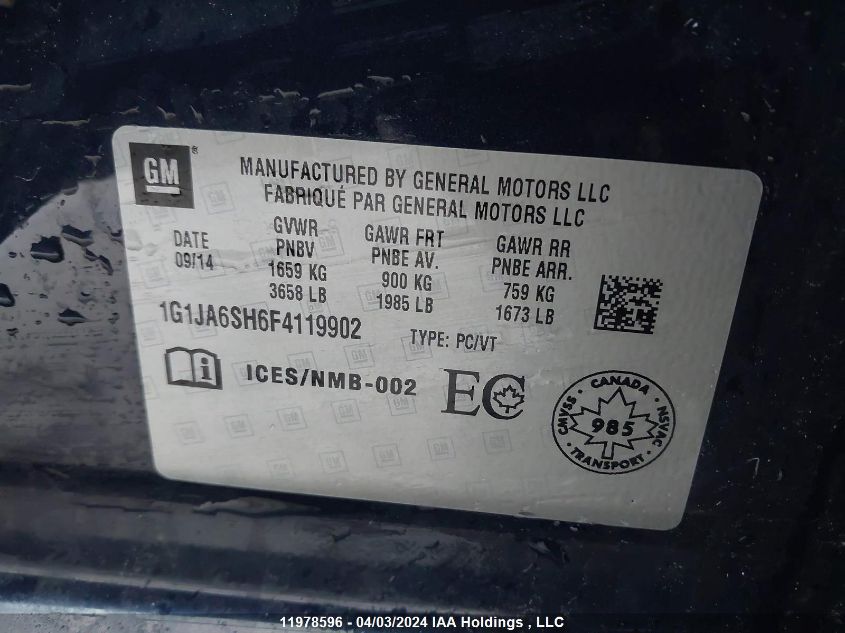 GM ®
MANUFACTURED BY GENERAL MOTORS LLC
FABRIQUÉ PAR GENERAL MOTORS LLC
DATE
09/14
GVWR
PNBV
1659 KG
3658 LB
GAWR FRT
PNBE AV.
900 KG
1985 LB
GAWR RR
PNBE ARR.
759 KG
1673 LB
1G1JA6SH6F4119902
TYPE: PC/VT
i ICES/NMB-002
EC
CANADA
CMVSS 985 NSVAC
TRANSPORT
11978596 - 04/03/2024 IAA Holdings , LLC